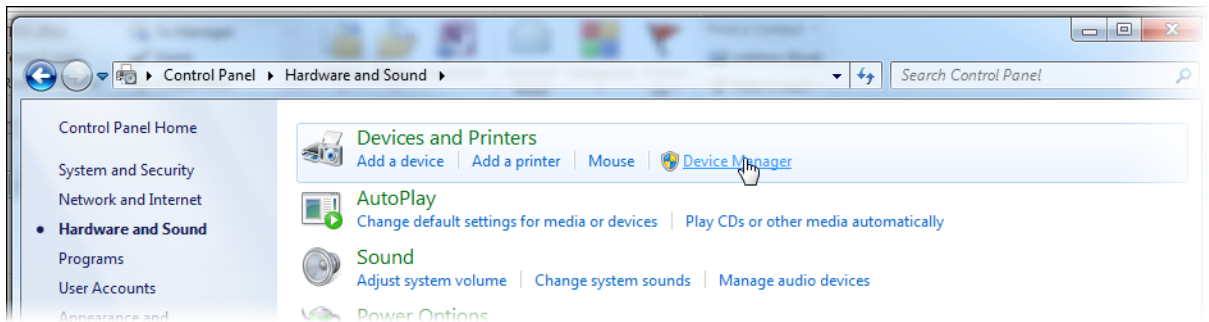 Control Panel ▸ Hardware and Sound ▸
Search Control Panel
Control Panel Home
System and Security
Network and Internet
• Hardware and Sound
Programs
User Accounts
Appearance and
Devices and Printers
Add a device | Add a printer | Mouse | Device Manager
AutoPlay
Change default settings for media or devices | Play CDs or other media automatically
Sound
Adjust system volume | Change system sounds | Manage audio devices
Power Options